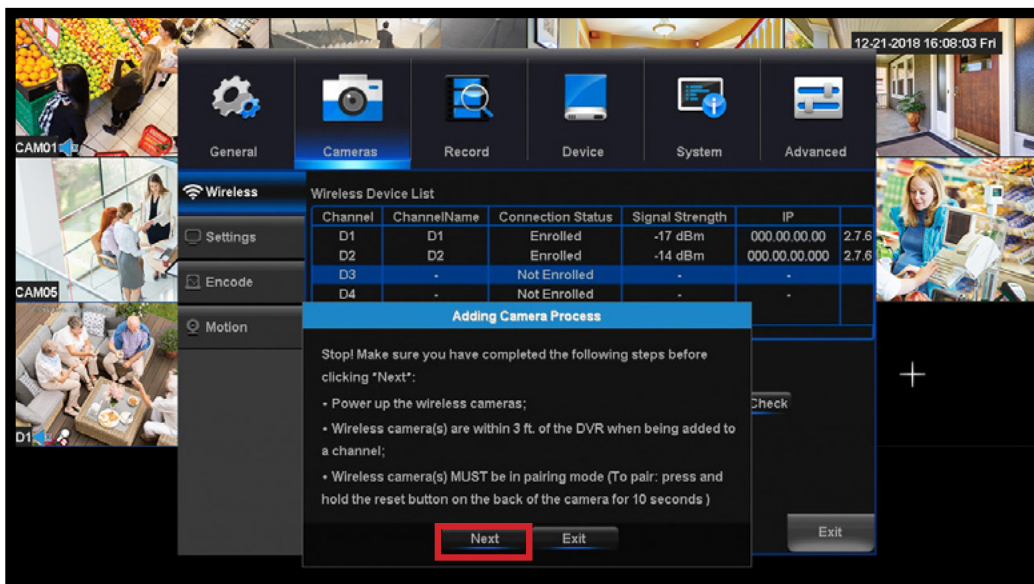 12-21-2018 16:08:03 Fri
CAM01
General Cameras Record Device System Advanced
Wireless
Settings
Encode
Motion
Wireless Device List
Channel ChannelName Connection Status Signal Strength IP
D1 D1 Enrolled -17 dBm 000.00.00.00 2.7.6
D2 D2 Enrolled -14 dBm 000.00.00.000 2.7.6
D3 - Not Enrolled - -
D4 - Not Enrolled - -
CAM05
Adding Camera Process
Stop! Make sure you have completed the following steps before
clicking "Next":
• Power up the wireless cameras;
• Wireless camera(s) are within 3 ft. of the DVR when being added to
a channel;
• Wireless camera(s) MUST be in pairing mode (To pair: press and
hold the reset button on the back of the camera for 10 seconds )
Next Exit
Check
D1
Exit